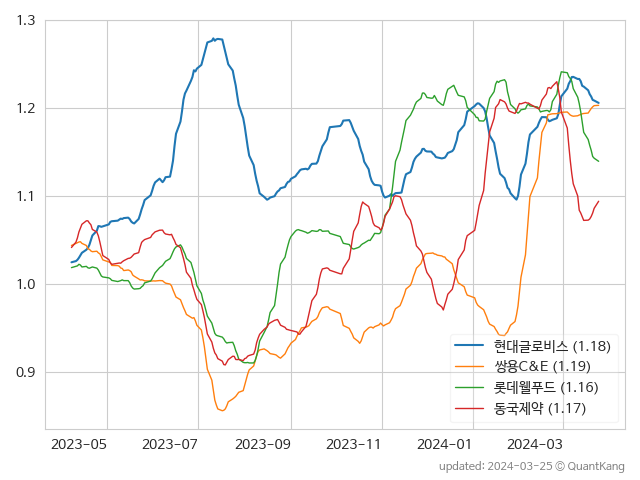 1.3
1.2
1.1
1.0
0.9
현대글로비스 (1.18)
쌍용C&E (1.19)
롯데웰푸드 (1.16)
동국제약 (1.17)
2023-05 2023-07 2023-09 2023-11 2024-01 2024-03
updated: 2024-03-25 © QuantKang